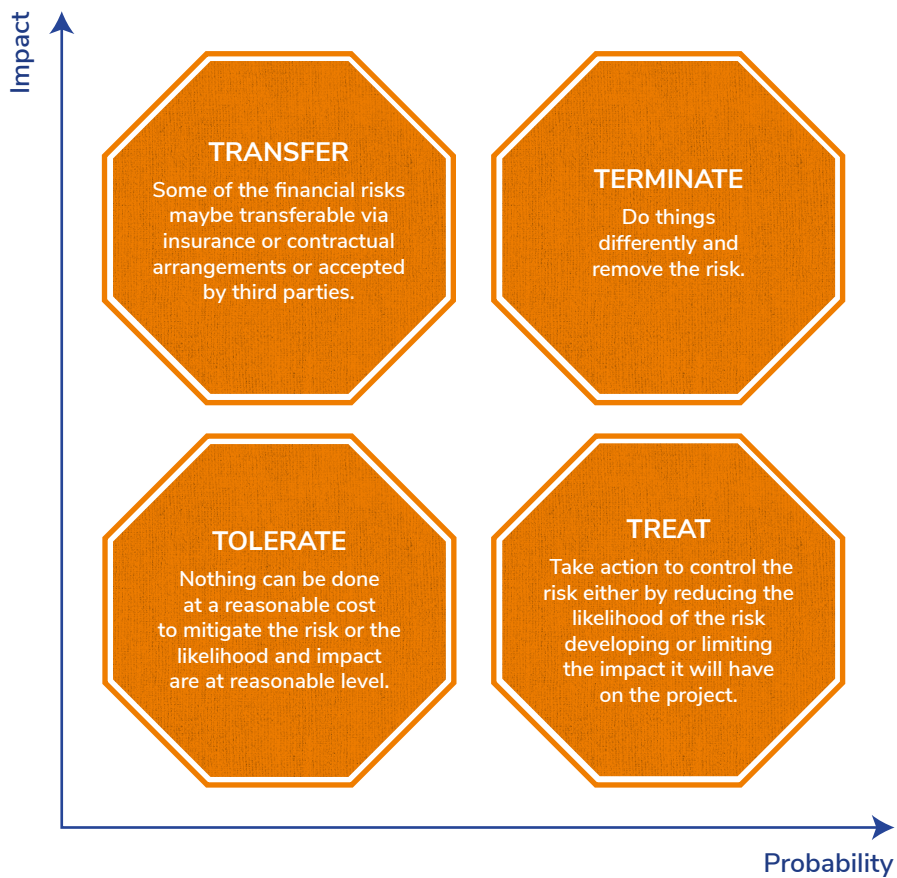 Impact
TRANSFER
Some of the financial risks
maybe transferable via
insurance or contractual
arrangements or accepted
by third parties.
TERMINATE
Do things
differently and
remove the risk.
TOLERATE
Nothing can be done
at a reasonable cost
to mitigate the risk or the
likelihood and impact
are at reasonable level.
TREAT
Take action to control the
risk either by reducing the
likelihood of the risk
developing or limiting
the impact it will have
on the project.
Probability